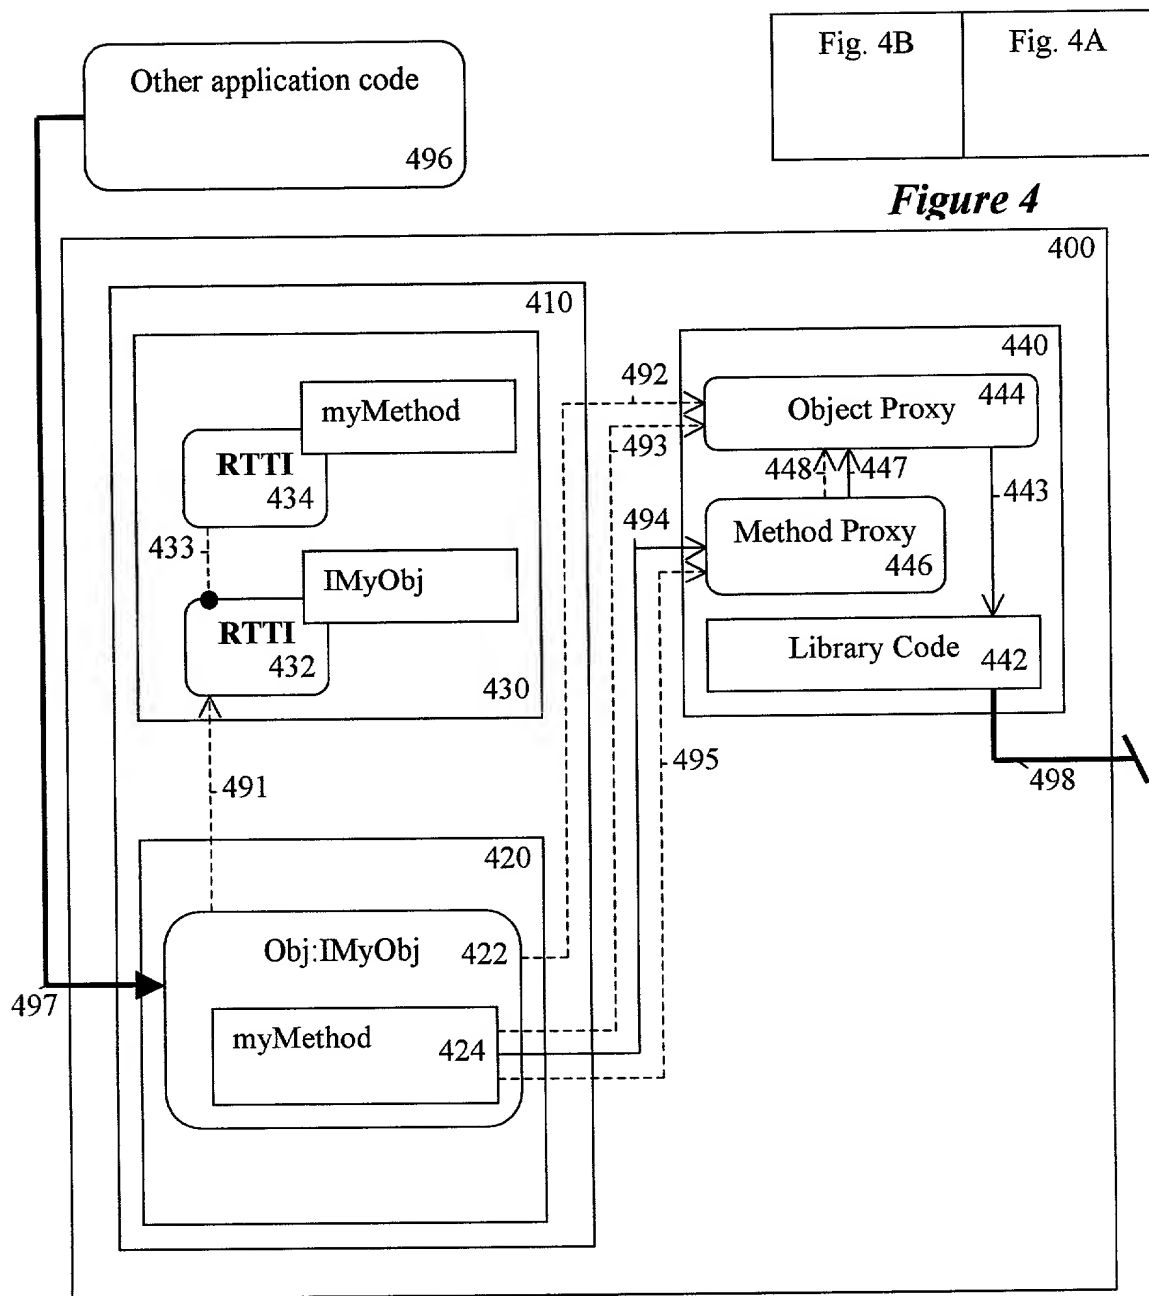 Fig. 4B
Fig. 4A
Other application code
496
Figure 4
400
410
440
492
444
myMethod
Object Proxy
493
RTTI
448
447
434
443
494
Method Proxy
433
446
IMyObj
RTTI
Library Code
432
442
430
495
498
491
420
Obj:IMyObj
422
497
myMethod
424